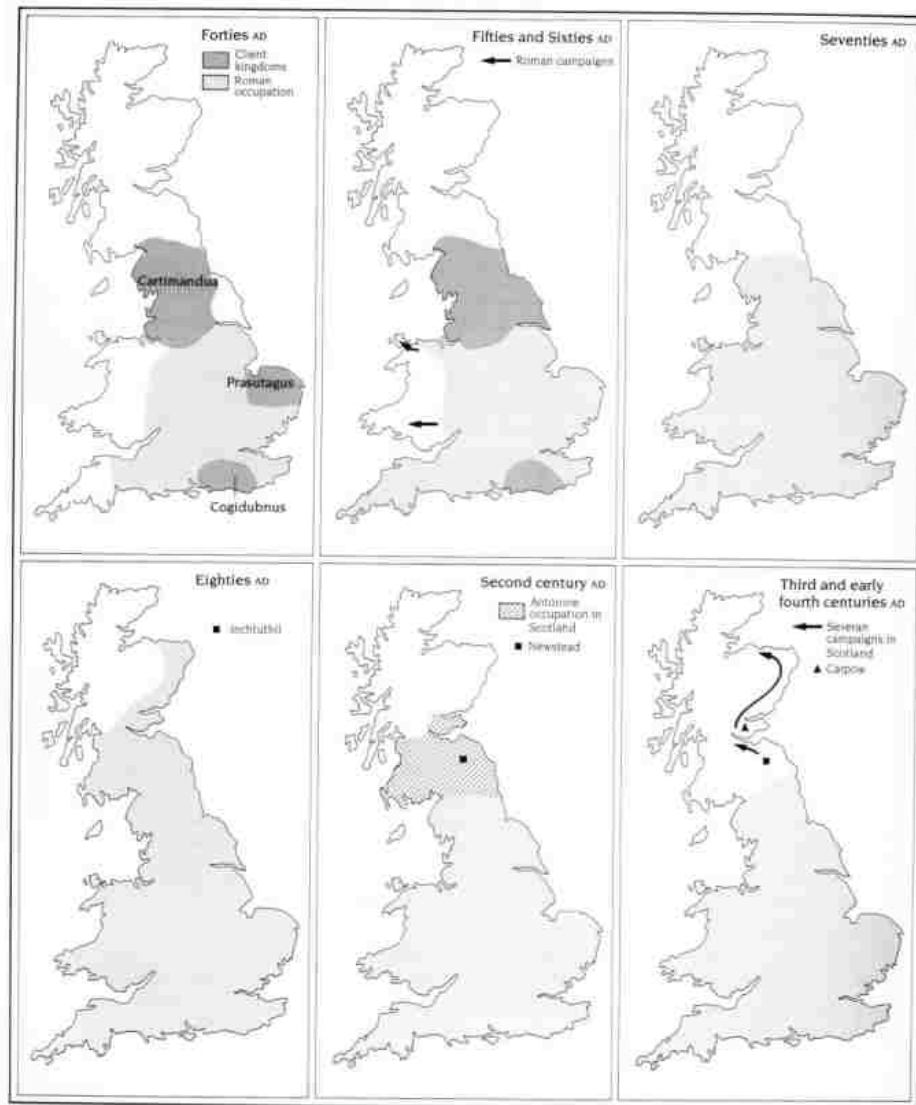 Forties AD
Client
kingdoms
Roman
occupation
Cartimandua
Prasutagus
Cogidubnus
Fifties and Sixties AD
Roman campaigns
Seventies AD
Eighties AD
Inchtuthil
Second century AD
Antonine
occupation in
Scotland
Newstead
Third and early
fourth centuries AD
Severan
campaigns in
Scotland
Carpow